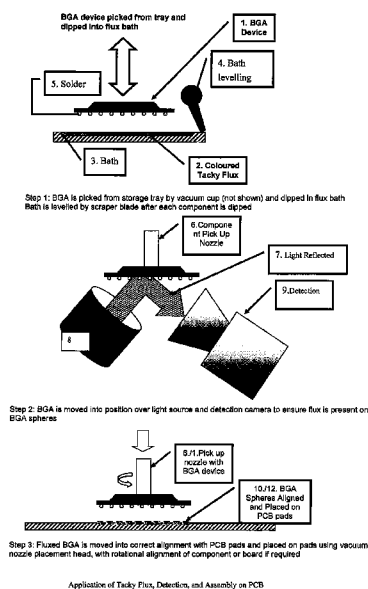 BGA device picked from tray and
dipped into flux bath
1. BGA
Device
4. Bath
levelling
5. Solder
3. Bath
2. Coloured
Tacky Flux
Step 1: BGA is picked from storage tray by vacuum cup (not shown) and dipped in flux bath
Bath is levelled by scraper blade after each component is dipped
6.Compone
nt Pick Up
Nozzle
7. Light Reflected
9.Detection
8
Step 2: BGA is moved into position over light source and detection camera to ensure flux is present on
BGA spheres
8./1.Pick up
nozzle with
BGA device
10./12. BGA
Spheres Aligned
and Placed on
PCB pads
Step 3: Fluxed BGA is moved into correct alignment with PCB pads and placed on pads using vacuum
nozzle placement head, with rotational alignment of component or board if required
Application of Tacky Flux, Detection, and Assembly on PCB